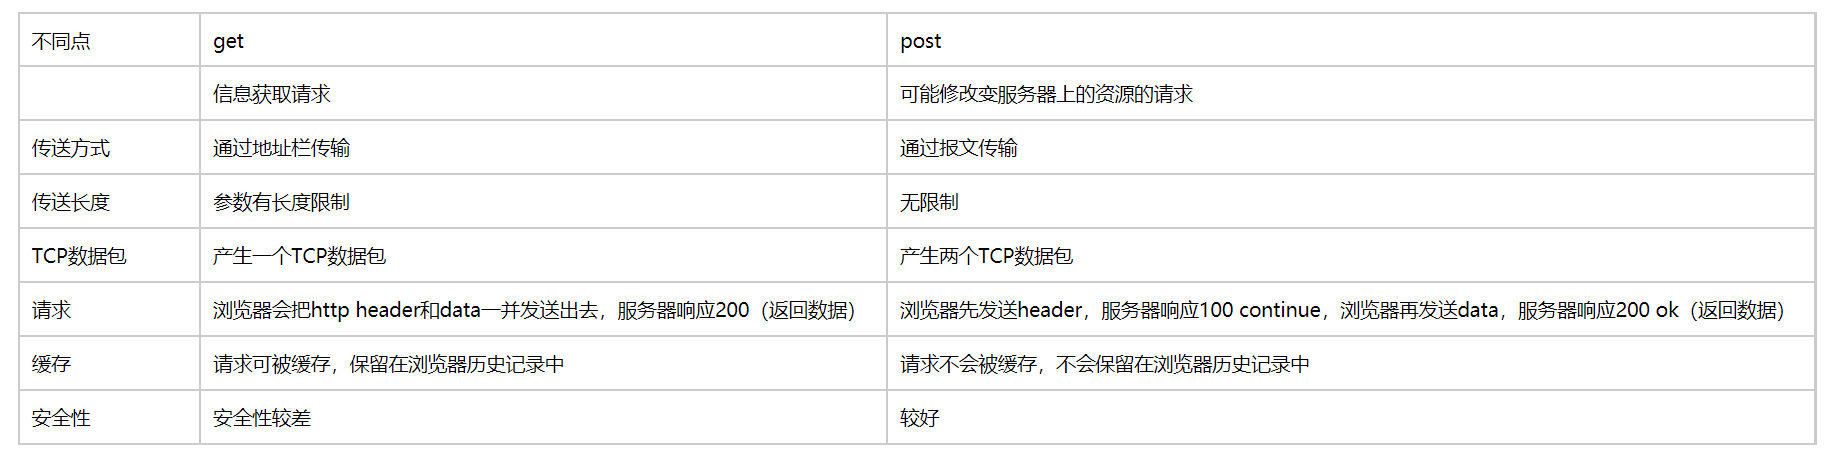 不同点 get post
信息获取请求 可能修改变服务器上的资源的请求
传送方式 通过地址栏传输 通过报文传输
传送长度 参数有长度限制 无限制
TCP数据包 产生一个TCP数据包 产生两个TCP数据包
请求 浏览器会把http header和data一并发送出去，服务器响应200（返回数据） 浏览器先发送header，服务器响应100 continue，浏览器再发送data，服务器响应200 ok（返回数据）
缓存 请求可被缓存，保留在浏览器历史记录中 请求不会被缓存，不会保留在浏览器历史记录中
安全性 安全性较差 较好